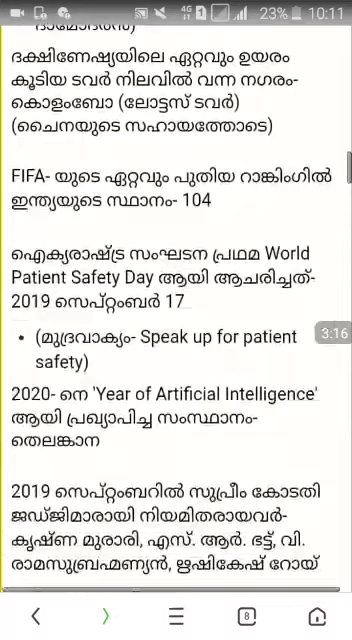 4G
1
23%
10:11
ദക്ഷിണേഷ്യയിലെ ഏറ്റവും ഉയരം
കൂടിയ ടവർ നിലവിൽ വന്ന നഗരം-
കൊളംബോ (ലോട്ടസ് ടവർ)
(ചൈനയുടെ സഹായത്തോടെ)
FIFA- യുടെ ഏറ്റവും പുതിയ റാങ്കിംഗിൽ
ഇന്ത്യയുടെ സ്ഥാനം- 104
ഐക്യരാഷ്ട്ര സംഘടന പ്രഥമ World
Patient Safety Day ആയി ആചരിച്ചത്-
2019 സെപ്റ്റംബർ 17
• (മുദ്രവാക്യം- Speak up for patient
3:16
safety)
2020- നെ 'Year of Artificial Intelligence'
ആയി പ്രഖ്യാപിച്ച സംസ്ഥാനം-
തെലങ്കാന
2019 സെപ്റ്റംബറിൽ സുപ്രീം കോടതി
ജഡ്ജിമാരായി നിയമിതരായവർ-
കൃഷ്ണ മുരാരി, എസ്. ആർ. ഭട്ട്, വി.
രാമസുബ്രഹ്മണ്യൻ, ഋഷികേഷ് റോയ്
8